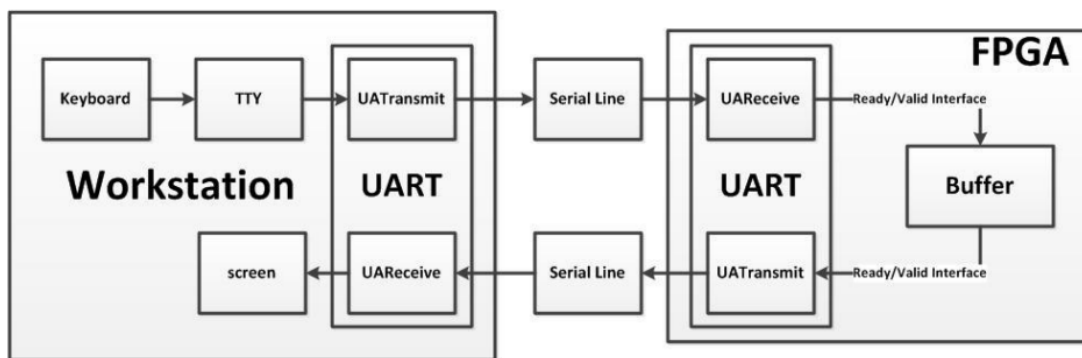 FPGA
Keyboard
TTY
UATransmit
Serial Line
UAReceive
Ready/Valid Interface
Workstation
UART
UART
Buffer
screen
UAReceive
Serial Line
UATransmit
Ready/Valid Interface